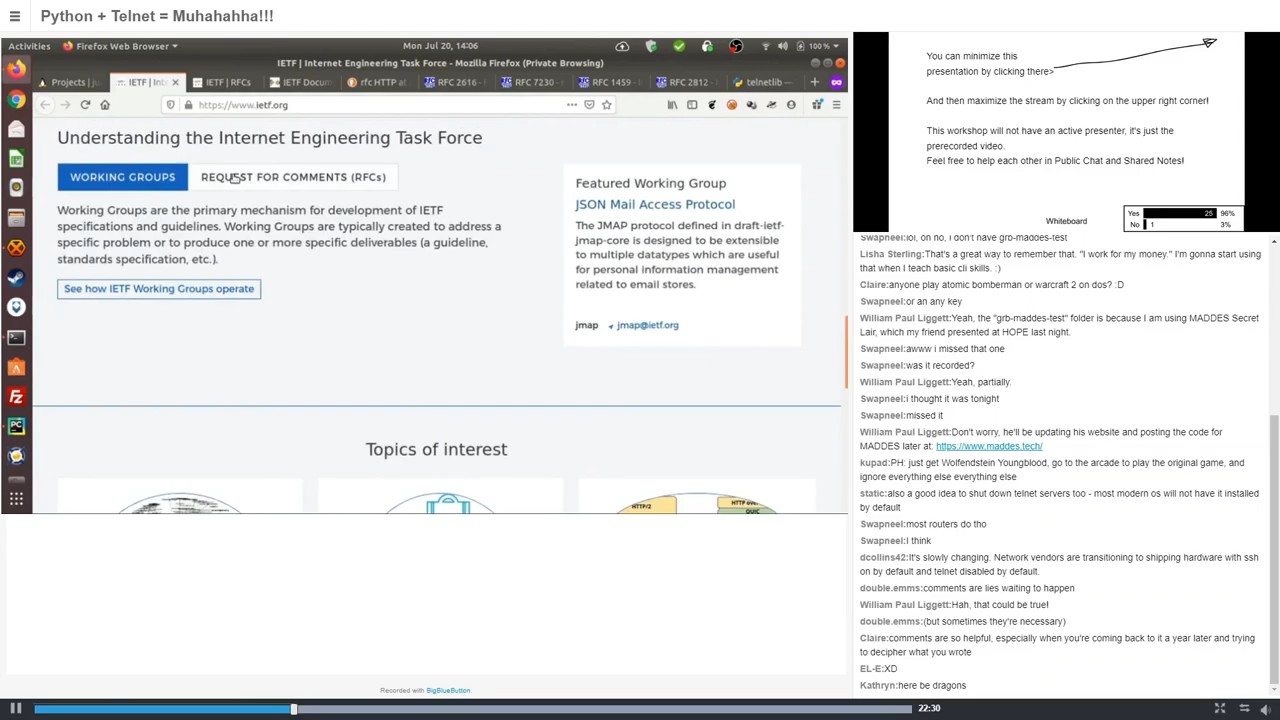 Python + Telnet = Muhahahha!!!
Activities
Firefox Web Browser
Mon Jul 20, 14:06
100 %
IETF | Internet Engineering Task Force - Mozilla Firefox (Private Browsing)
Projects | j
IETF | Int
IETF | RFCs
IETF Docum
rfc HTTP at
RFC 2616 -
RFC 7230 -
RFC 1459 -
RFC 2812 -
telnetlib —
https://www.ietf.org
Understanding the Internet Engineering Task Force
WORKING GROUPS
REQUEST FOR COMMENTS (RFCs)
Working Groups are the primary mechanism for development of IETF
specifications and guidelines. Working Groups are typically created to address a
specific problem or to produce one or more specific deliverables (a guideline,
standards specification, etc.).
See how IETF Working Groups operate
Featured Working Group
JSON Mail Access Protocol
The JMAP protocol defined in draft-ietf-
jmap-core is designed to be extensible
to multiple datatypes which are useful
for personal information management
related to email stores.
jmap
jmap@ietf.org
Topics of interest
HTTP/2
QUIC
Recorded with BigBlueButton.
You can minimize this
presentation by clicking there>
And then maximize the stream by clicking on the upper right corner!
This workshop will not have an active presenter, it's just the
prerecorded video.
Feel free to help each other in Public Chat and Shared Notes!
Whiteboard
Yes 25 96%
No 1 3%
Swapneel:lol, oh no, i don't have grb-maddes-test
Lisha Sterling:That's a great way to remember that. "I work for my money." I'm gonna start using
that when I teach basic cli skills. :)
Claire:anyone play atomic bomberman or warcraft 2 on dos? :D
Swapneel:or an any key
William Paul Liggett:Yeah, the "grb-maddes-test" folder is because I am using MADDES Secret
Lair, which my friend presented at HOPE last night.
Swapneel:awww i missed that one
Swapneel:was it recorded?
William Paul Liggett:Yeah, partially.
Swapneel:i thought it was tonight
Swapneel:missed it
William Paul Liggett:Don't worry, he'll be updating his website and posting the code for
MADDES later at: https://www.maddes.tech/
kupad:PH: just get Wolfendstein Youngblood, go to the arcade to play the original game, and
ignore everything else everything else
static:also a good idea to shut down telnet servers too - most modern os will not have it installed
by default
Swapneel:most routers do tho
Swapneel:I think
dcollins42:It's slowly changing. Network vendors are transitioning to shipping hardware with ssh
on by default and telnet disabled by default.
double.emms:comments are lies waiting to happen
William Paul Liggett:Hah, that could be true!
double.emms:(but sometimes they're necessary)
Claire:comments are so helpful, especially when you're coming back to it a year later and trying
to decipher what you wrote
EL-E:XD
Kathryn:here be dragons
22:30